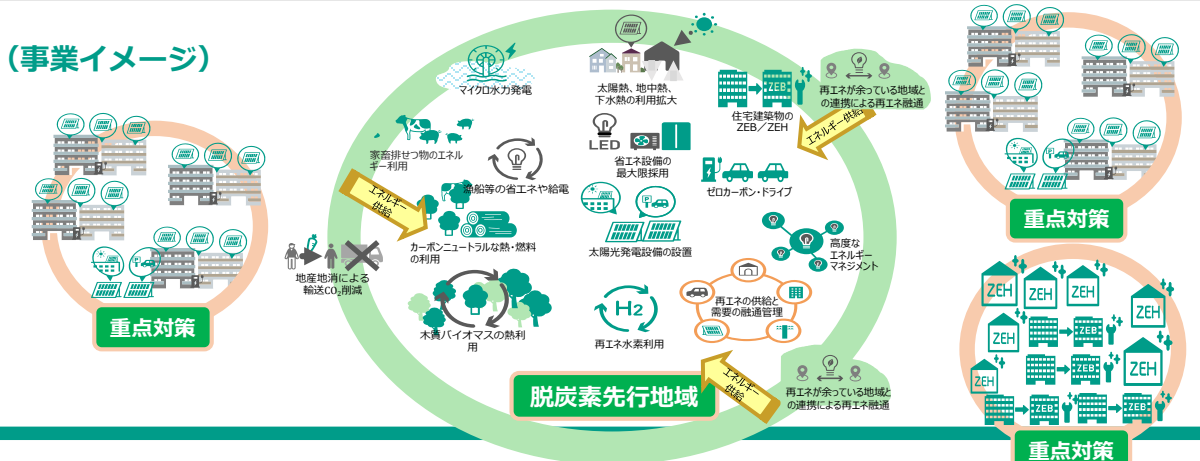 （事業イメージ）
重点対策
マイクロ水力発電
太陽熱、地中熱、
下水熱の利用拡大
ZEB
住宅建築物の
ZEB／ZEH
再エネが余っている地域と
の連携による再エネ融通
エネルギー供給
家畜排せつ物のエネル
ギー利用
漁船等の省エネや給電
LED
省エネ設備の
最大限採用
ゼロカーボン・ドライブ
エネルギー
供給
カーボンニュートラルな熱・燃料
の利用
P
太陽光発電設備の設置
高度な
エネルギー
マネジメント
地産地消による
輸送CO₂削減
木質バイオマスの熱利
用
H2
再エネ水素利用
再エネの供給と
需要の融通管理
エネルギー
供給
再エネが余っている地域と
の連携による再エネ融通
脱炭素先行地域
P
P
重点対策
ZEH
ZEH
ZEH
ZEH
ZEH
ZEB
ZEH
ZEB
ZEH
ZEB
ZEB
重点対策